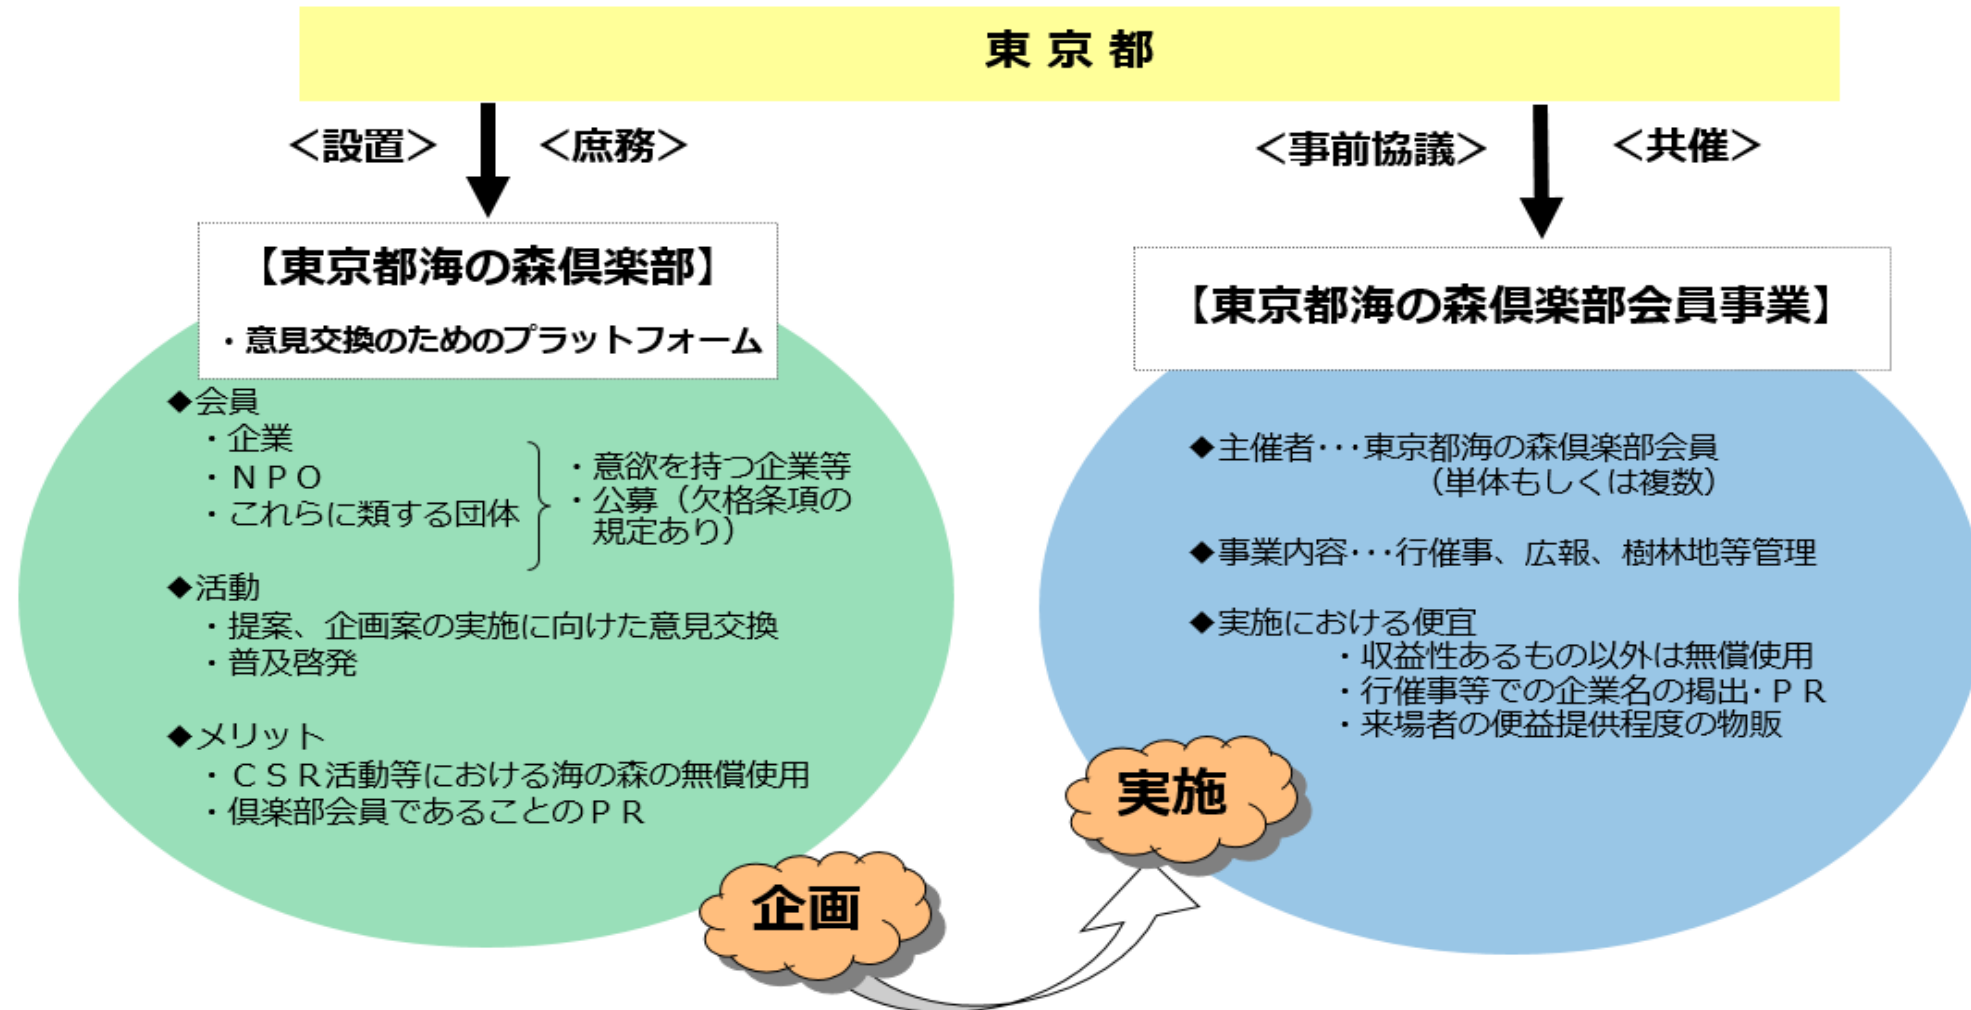 東京都
＜設置＞ ＜庶務＞
＜事前協議＞ ＜共催＞
【東京都海の森倶楽部】
・意見交換のためのプラットフォーム
◆会員
・企業
・ＮＰＯ
・これらに類する団体
・意欲を持つ企業等
・公募（欠格条項の
規定あり）
◆活動
・提案、企画案の実施に向けた意見交換
・普及啓発
◆メリット
・ＣＳＲ活動等における海の森の無償使用
・倶楽部会員であることのＰＲ
企画
【東京都海の森倶楽部会員事業】
◆主催者･･･東京都海の森倶楽部会員
（単体もしくは複数）
◆事業内容･･･行催事、広報、樹林地等管理
◆実施における便宜
・収益性あるもの以外は無償使用
・行催事等での企業名の掲出･ＰＲ
・来場者の便益提供程度の物販
実施